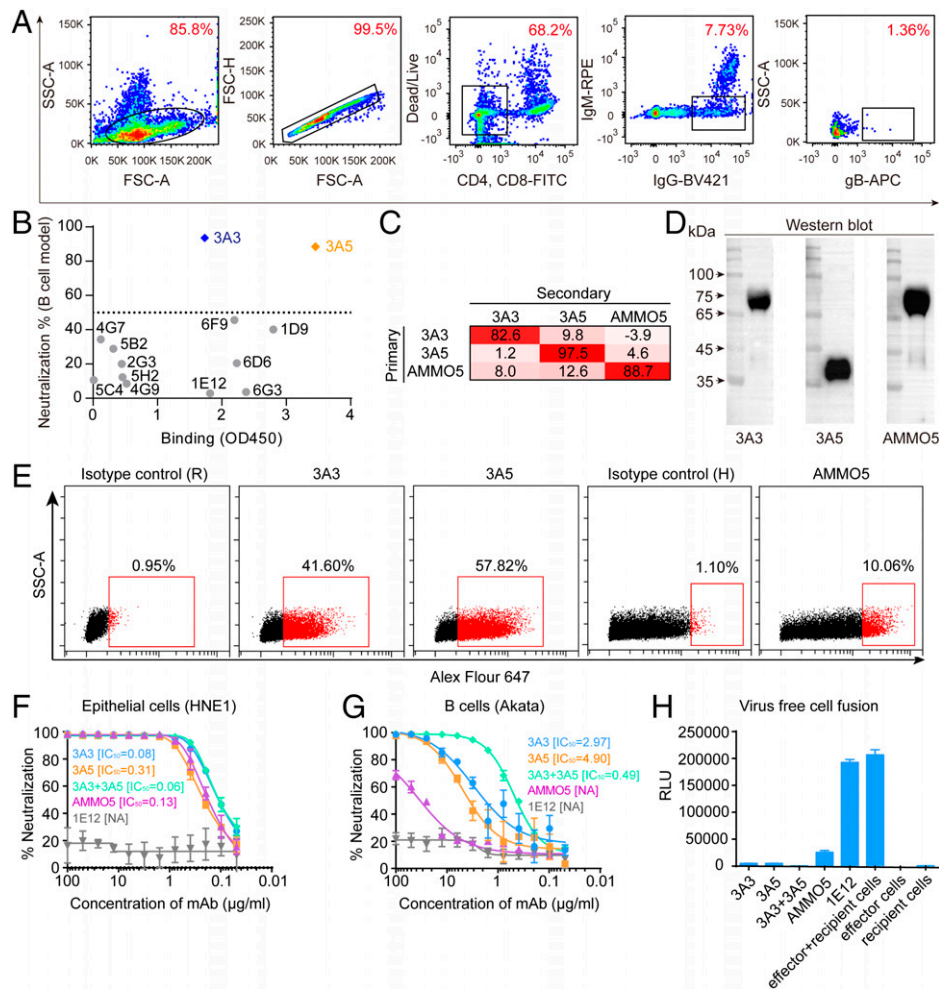 A
85.8%
99.5%
68.2%
7.73%
1.36%
SSC-A
150K
100K
50K
0K
0K 50K 100K 150K 200K
FSC-A
FSC-H
200K
150K
100K
50K
0K
0K 50K 100K 150K 200K
FSC-A
Dead/Live
10⁵
10⁴
10³
0
-10³
-10³ 0 10³ 10⁴ 10⁵
CD4, CD8-FITC
IgM-RPE
10⁵
10⁴
10³
0
-10³
-10³ 0 10³ 10⁴ 10⁵
IgG-BV421
SSC-A
150K
100K
50K
0K
-10³ 0 10³ 10⁴ 10⁵
gB-APC
B
Neutralization % (B cell model)
100
80
60
40
20
0
3A3
3A5
4G7
5B2
2G3
5H2
5C4
4G9
6F9
1D9
6D6
1E12
6G3
0 1 2 3 4
Binding (OD450)
C
Secondary
3A3 3A5 AMMO5
Primary
3A3 82.6 9.8 -3.9
3A5 1.2 97.5 4.6
AMMO5 8.0 12.6 88.7
D
Western blot
kDa
100
75
65
45
35
3A3 3A5 AMMO5
E
Isotype control (R)
3A3
3A5
Isotype control (H)
AMMO5
SSC-A
0.95%
41.60%
57.82%
1.10%
10.06%
Alex Flour 647
F
Epithelial cells (HNE1)
% Neutralization
100
80
60
40
20
0
3A3 [IC₅₀=0.08]
3A5 [IC₅₀=0.31]
3A3+3A5 [IC₅₀=0.06]
AMMO5 [IC₅₀=0.13]
1E12 [NA]
100 10 1 0.1 0.01
Concentration of mAb (µg/ml)
G
B cells (Akata)
% Neutralization
100
80
60
40
20
0
3A3 [IC₅₀=2.97]
3A5 [IC₅₀=4.90]
3A3+3A5 [IC₅₀=0.49]
AMMO5 [NA]
1E12 [NA]
100 10 1 0.1 0.01
Concentration of mAb (µg/ml)
H
Virus free cell fusion
RLU
250000
200000
150000
100000
50000
0
3A3
3A5
3A3+3A5
AMMO5
1E12
effector+recipient cells
effector cells
recipient cells